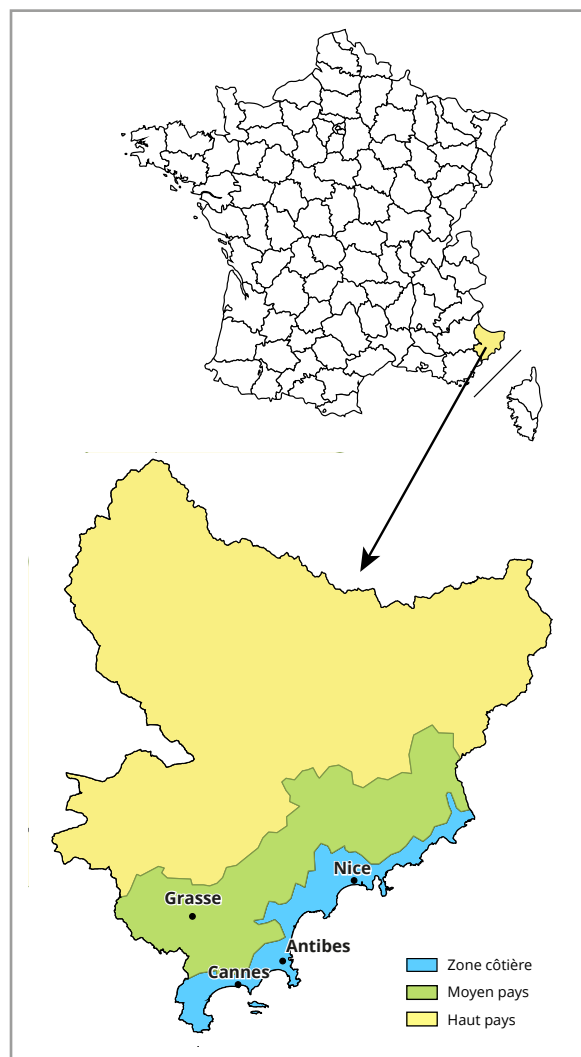 Nice
Grasse
Antibes
Cannes
Zone côtière
Moyen pays
Haut pays